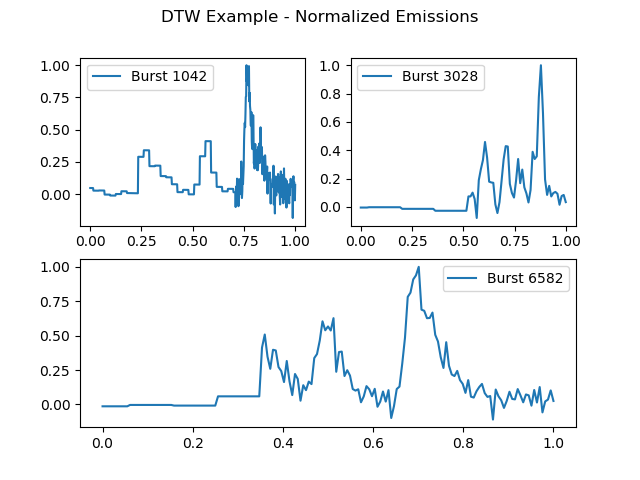 DTW Example - Normalized Emissions
Burst 1042
1.00
0.75
0.50
0.25
0.00
0.00 0.25 0.50 0.75 1.00
Burst 3028
1.0
0.8
0.6
0.4
0.2
0.0
0.00 0.25 0.50 0.75 1.00
Burst 6582
1.00
0.75
0.50
0.25
0.00
0.0 0.2 0.4 0.6 0.8 1.0